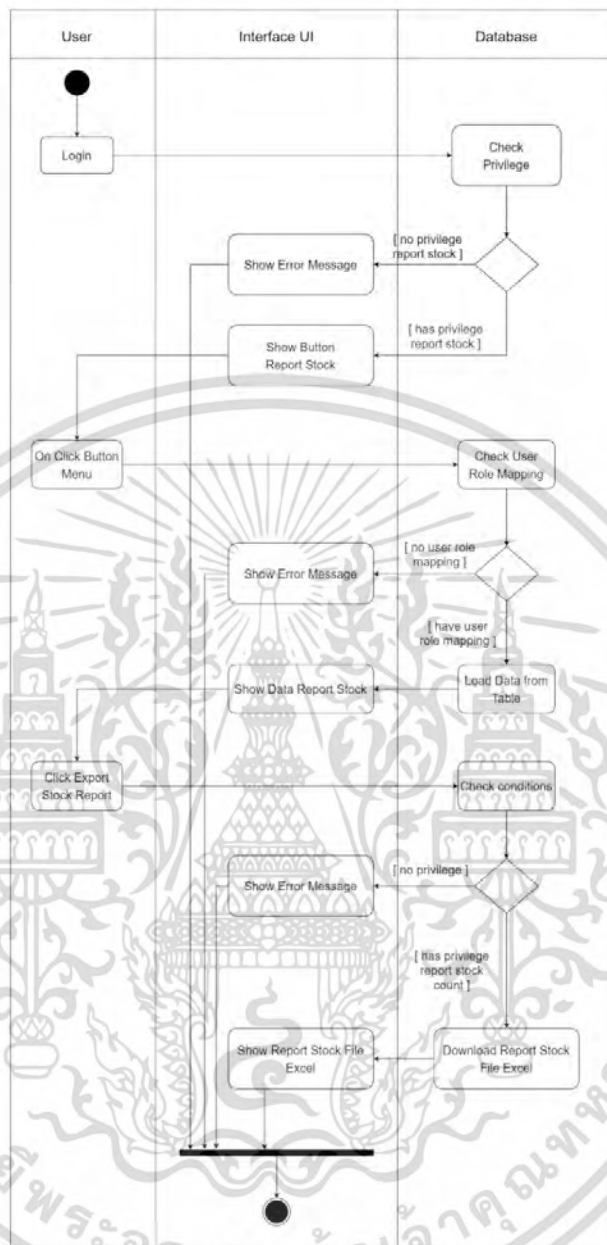 User
Interface UI
Database
Login
Check
Privilege
[ no privilege
report stock ]
Show Error Message
[ has privilege
report stock ]
Show Button
Report Stock
On Click Button
Menu
Check User
Role Mapping
[ no user role
mapping ]
Show Error Message
[ have user
role mapping ]
Load Data from
Table
Show Data Report Stock
Click Export
Stock Report
Check conditions
[ no privilege ]
Show Error Message
[ has privilege
report stock
count ]
Show Report Stock File
Excel
Download Report Stock
File Excel